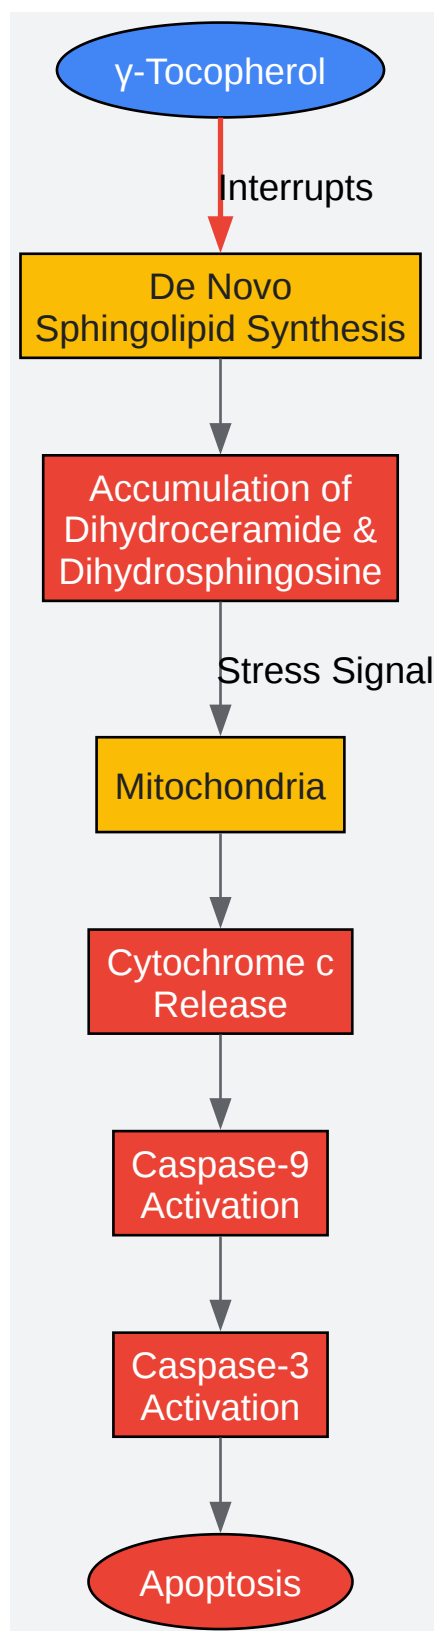 γ-Tocopherol
Interrupts
De Novo
Sphingolipid Synthesis
Accumulation of
Dihydroceramide &
Dihydrosphingosine
Stress Signal
Mitochondria
Cytochrome c
Release
Caspase-9
Activation
Caspase-3
Activation
Apoptosis